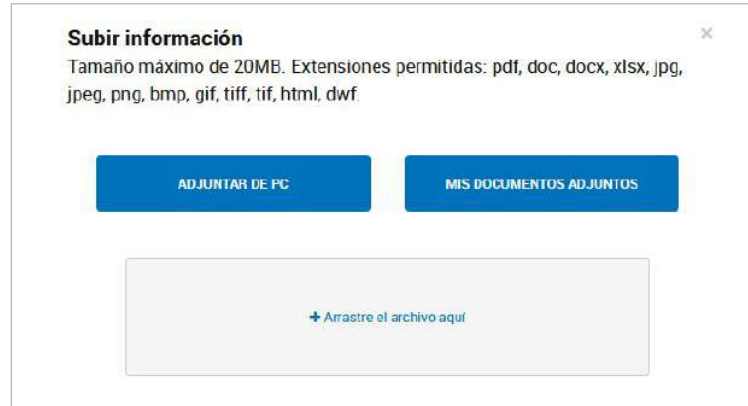 Subir información
Tamaño máximo de 20MB. Extensiones permitidas: pdf, doc, docx, xlsx, jpg,
jpeg, png, bmp, gif, tiff, tif, html, dwf.
ADJUNTAR DE PC
MIS DOCUMENTOS ADJUNTOS
+ Arrastre el archivo aquí